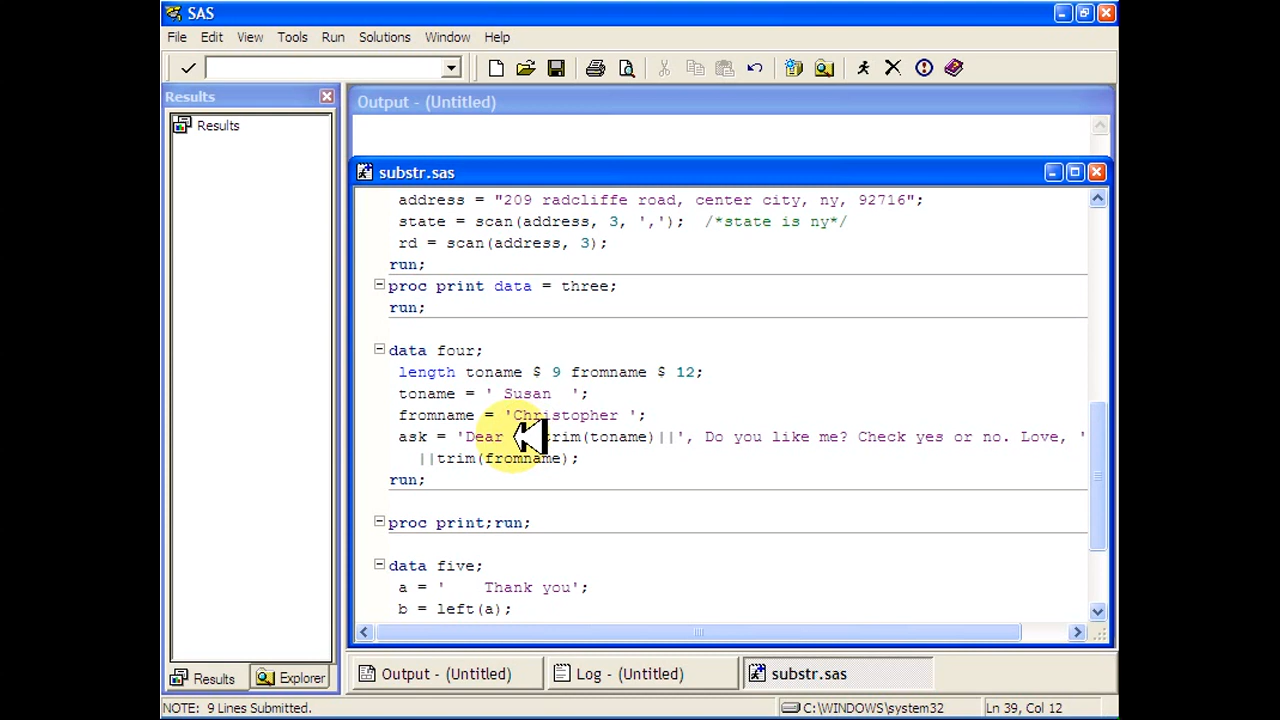 SAS
File Edit View Tools Run Solutions Window Help
Results
Output - (Untitled)
Results
substr.sas
address = "209 radcliffe road, center city, ny, 92716";
state = scan(address, 3, ','); /*state is ny*/
rd = scan(address, 3);
run;
proc print data = three;
run;
data four;
length toname $ 9 fromname $ 12;
toname = ' Susan  ';
fromname = 'Christopher ';
ask = 'Dear rim(toname)||', Do you like me? Check yes or no. Love, '
||trim(fromname);
run;
proc print;run;
data five;
a = '    Thank you';
b = left(a);
Results Explorer
Output - (Untitled) Log - (Untitled) substr.sas
NOTE: 9 Lines Submitted. C:\WINDOWS\system32 Ln 39, Col 12